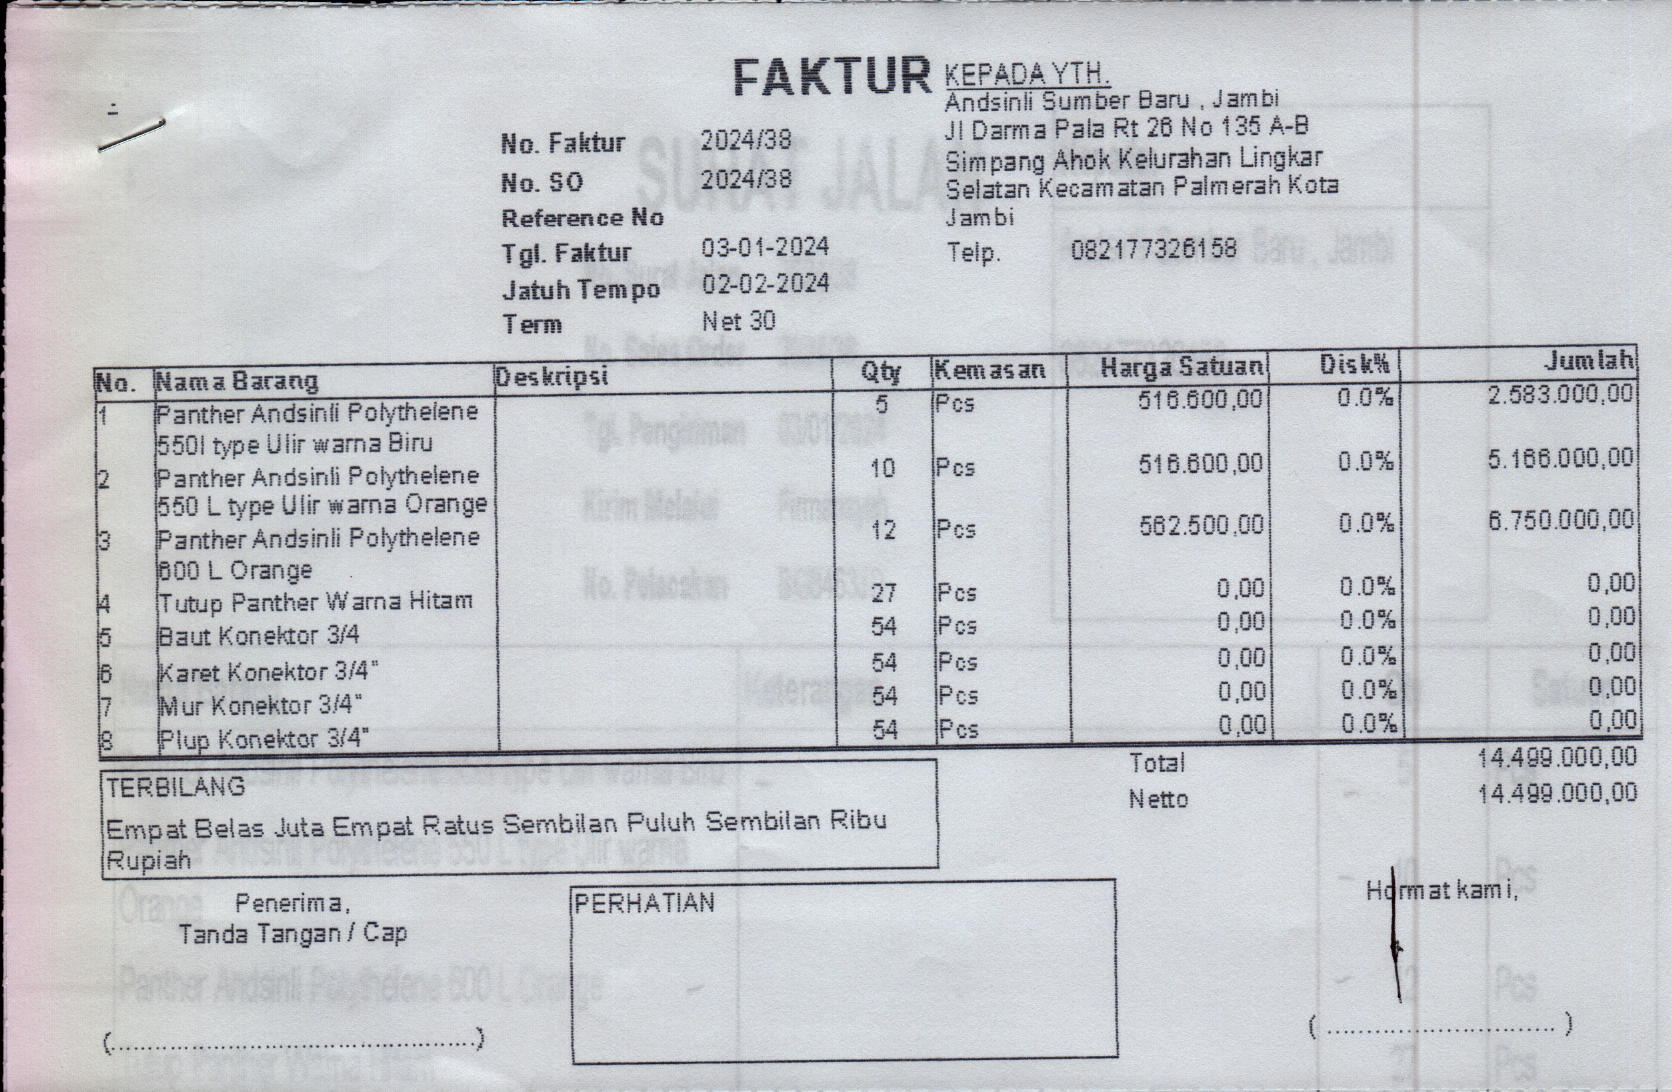 FAKTUR
KEPADA YTH.
Andsinli Sumber Baru , Jambi
Jl Darma Pala Rt 26 No 135 A-B
Simpang Ahok Kelurahan Lingkar
Selatan Kecamatan Palmerah Kota
Jambi
Telp. 082177326158
No. Faktur 2024/38
No. SO 2024/38
Reference No
Tgl. Faktur 03-01-2024
Jatuh Tempo 02-02-2024
Term Net 30
No. Nama Barang Deskripsi Qty Kemasan Harga Satuan Disk% Jumlah
1 Panther Andsinli Polythelene 5 Pcs 516.600,00 0.0% 2.583.000,00
550l type Ulir warna Biru
2 Panther Andsinli Polythelene 10 Pcs 516.600,00 0.0% 5.166.000,00
550 L type Ulir warna Orange
3 Panther Andsinli Polythelene 12 Pcs 562.500,00 0.0% 6.750.000,00
600 L Orange
4 Tutup Panther Warna Hitam 27 Pcs 0,00 0.0% 0,00
5 Baut Konektor 3/4 54 Pcs 0,00 0.0% 0,00
6 Karet Konektor 3/4" 54 Pcs 0,00 0.0% 0,00
7 Mur Konektor 3/4" 54 Pcs 0,00 0.0% 0,00
8 Plup Konektor 3/4" 54 Pcs 0,00 0.0% 0,00
Total 14.499.000,00
Netto 14.499.000,00
TERBILANG
Empat Belas Juta Empat Ratus Sembilan Puluh Sembilan Ribu
Rupiah
Penerima,
Tanda Tangan / Cap
(..................................................)
PERHATIAN
Hormat kami,
( ............................... )